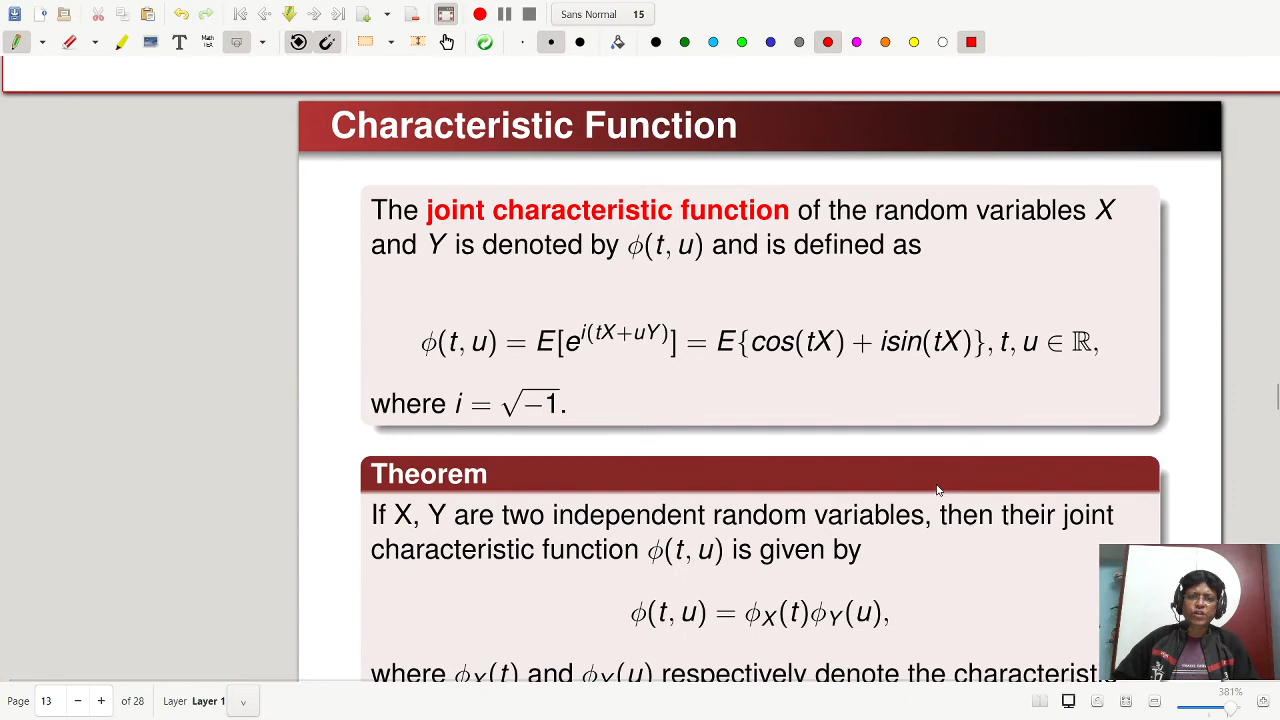 Sans Normal 15
Characteristic Function
The joint characteristic function of the random variables X
and Y is denoted by ϕ(t, u) and is defined as
ϕ(t, u) = E[e^{i(tX+uY)}] = E{cos(tX) + isin(tX)}, t, u ∈ ℝ,
where i = √−1.
Theorem
If X, Y are two independent random variables, then their joint
characteristic function ϕ(t, u) is given by
ϕ(t, u) = ϕ_X(t)ϕ_Y(u),
where ϕ_X(t) and ϕ_Y(u) respectively denote the characterist
Page 13 of 28 Layer Layer 1
381%